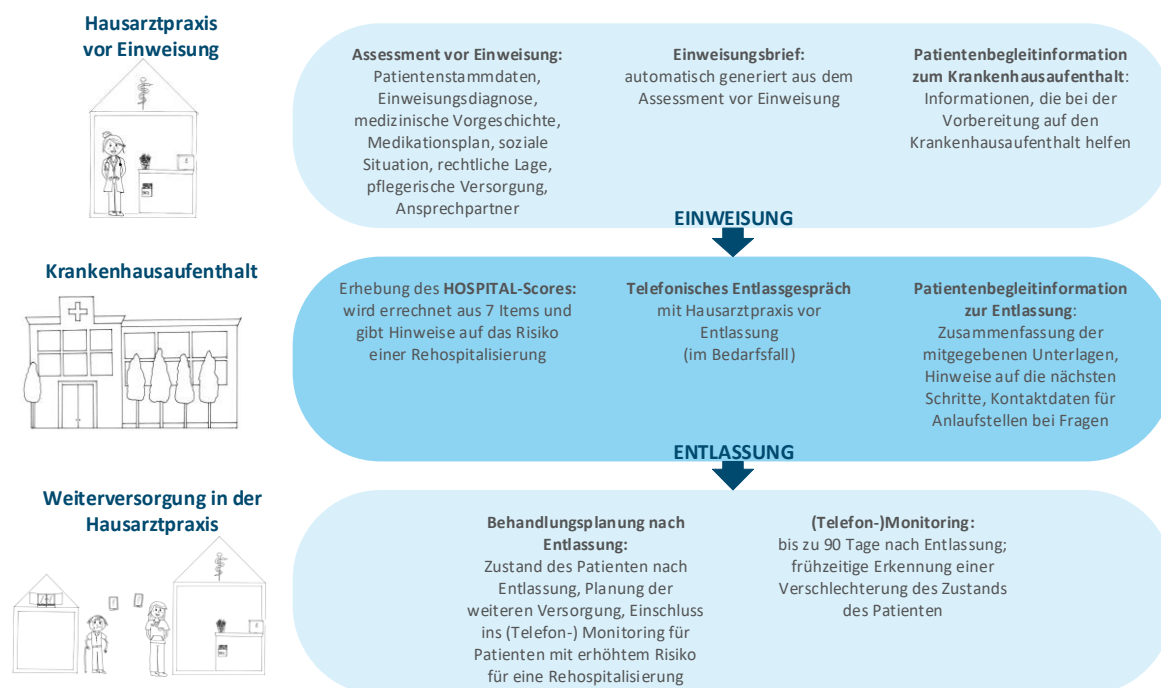 Hausarztpraxis
vor Einweisung
Assessment vor Einweisung:
Patientenstammdaten,
Einweisungsdiagnose,
medizinische Vorgeschichte,
Medikationsplan, soziale
Situation, rechtliche Lage,
pflegerische Versorgung,
Ansprechpartner
Einweisungsbrief:
automatisch generiert aus dem
Assessment vor Einweisung
Patientenbegleitinformation
zum Krankenhausaufenthalt:
Informationen, die bei der
Vorbereitung auf den
Krankenhausaufenthalt helfen
EINWEISUNG
Krankenhausaufenthalt
Erhebung des HOSPITAL-Scores:
wird errechnet aus 7 Items und
gibt Hinweise auf das Risiko
einer Rehospitalisierung
Telefonisches Entlassgespräch
mit Hausarztpraxis vor
Entlassung
(im Bedarfsfall)
Patientenbegleitinformation
zur Entlassung:
Zusammenfassung der
mitgegebenen Unterlagen,
Hinweise auf die nächsten
Schritte, Kontaktdaten für
Anlaufstellen bei Fragen
ENTLASSUNG
Weiterversorgung in der
Hausarztpraxis
Behandlungsplanung nach
Entlassung:
Zustand des Patienten nach
Entlassung, Planung der
weiteren Versorgung, Einschluss
ins (Telefon-) Monitoring für
Patienten mit erhöhtem Risiko
für eine Rehospitalisierung
(Telefon-)Monitoring:
bis zu 90 Tage nach Entlassung;
frühzeitige Erkennung einer
Verschlechterung des Zustands
des Patienten